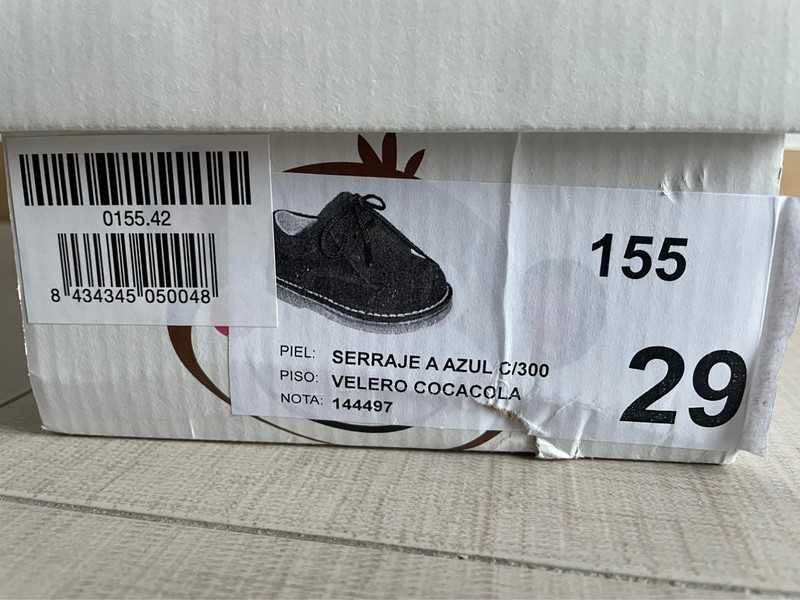 0155.42
8 434345 050048
155
PIEL: SERRAJE A AZUL C/300
PISO: VELERO COCACOLA
NOTA: 144497
29